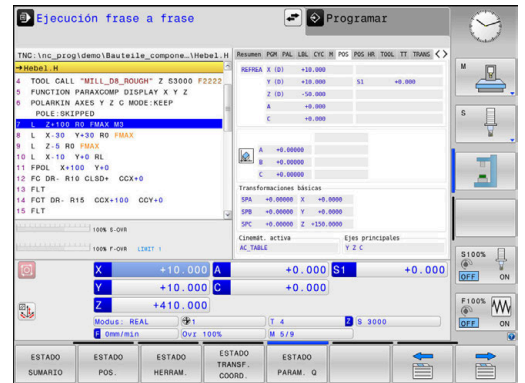 Ejecución frase a frase
Programar
TNC:\nc_prog\demo\Bauteile_compone…\Hebel.H
→Hebel.H
4 TOOL CALL "MILL_D8_ROUGH" Z S3000 F2222
5 FUNCTION PARAXCOMP DISPLAY X Y Z
6 POLARKIN AXES Y Z C MODE:KEEP
POLE:SKIPPED
7 L Z+100 R0 FMAX M3
8 L X-30 Y+30 R0 FMAX
9 L Z-5 R0 FMAX
10 L X-10 Y+0 RL
11 FPOL X+100 Y+0
12 FC DR- R10 CLSD+ CCX+0
13 FLT
14 FCT DR- R15 CCX+100 CCY+0
15 FLT
100% S-OVR
100% F-OVR LIMIT 1
Resumen PGM PAL LBL CYC M POS POS HR TOOL TT TRANS
REFREA X (D) +10.000
Y (D) +10.000 S1 +0.000
Z (D) -50.000
A +0.000
C +0.000
A +0.00000
B +0.00000
C +0.00000
Transformaciones básicas
SPA +0.00000 X +0.0000
SPB +0.00000 Y +0.0000
SPC +0.00000 Z -150.0000
Cinemát. activa Ejes principales
AC_TABLE Y Z C
X +10.000 A +0.000 S1 +0.000
Y +10.000 C +0.000
Z +410.000
Modus: REAL 1 T 4 Z S 3000
F 0mm/min Ovr 100% M 5/9
M
S
S100%
OFF ON
F100%
OFF ON
ESTADO SUMARIO
ESTADO POS.
ESTADO HERRAM.
ESTADO TRANSF. COORD.
ESTADO PARAM. Q